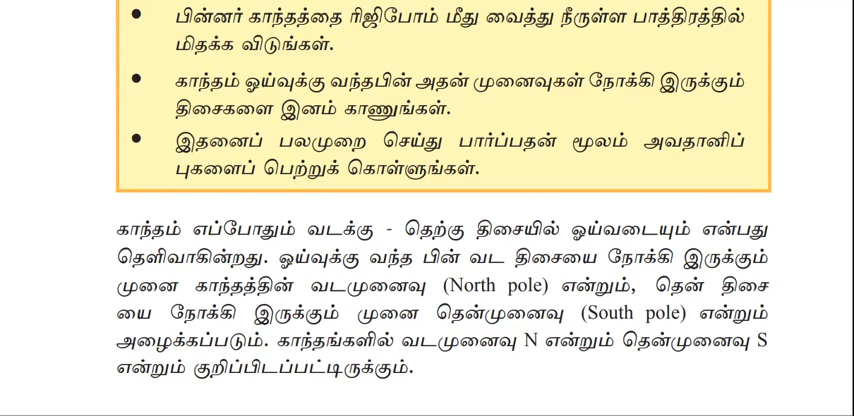 ● பின்னர் காந்தத்தை ரிஜிபோம் மீது வைத்து நீருள்ள பாத்திரத்தில்
மிதக்க விடுங்கள்.
● காந்தம் ஓய்வுக்கு வந்தபின் அதன் முனைவுகள் நோக்கி இருக்கும்
திசைகளை இனம் காணுங்கள்.
● இதனைப் பலமுறை செய்து பார்ப்பதன் மூலம் அவதானிப்
புகளைப் பெற்றுக் கொள்ளுங்கள்.
காந்தம் எப்போதும் வடக்கு - தெற்கு திசையில் ஓய்வடையும் என்பது
தெளிவாகின்றது. ஓய்வுக்கு வந்த பின் வட திசையை நோக்கி இருக்கும்
முனை காந்தத்தின் வடமுனைவு (North pole) என்றும், தென் திசை
யை நோக்கி இருக்கும் முனை தென்முனைவு (South pole) என்றும்
அழைக்கப்படும். காந்தங்களில் வடமுனைவு N என்றும் தென்முனைவு S
என்றும் குறிப்பிடப்பட்டிருக்கும்.